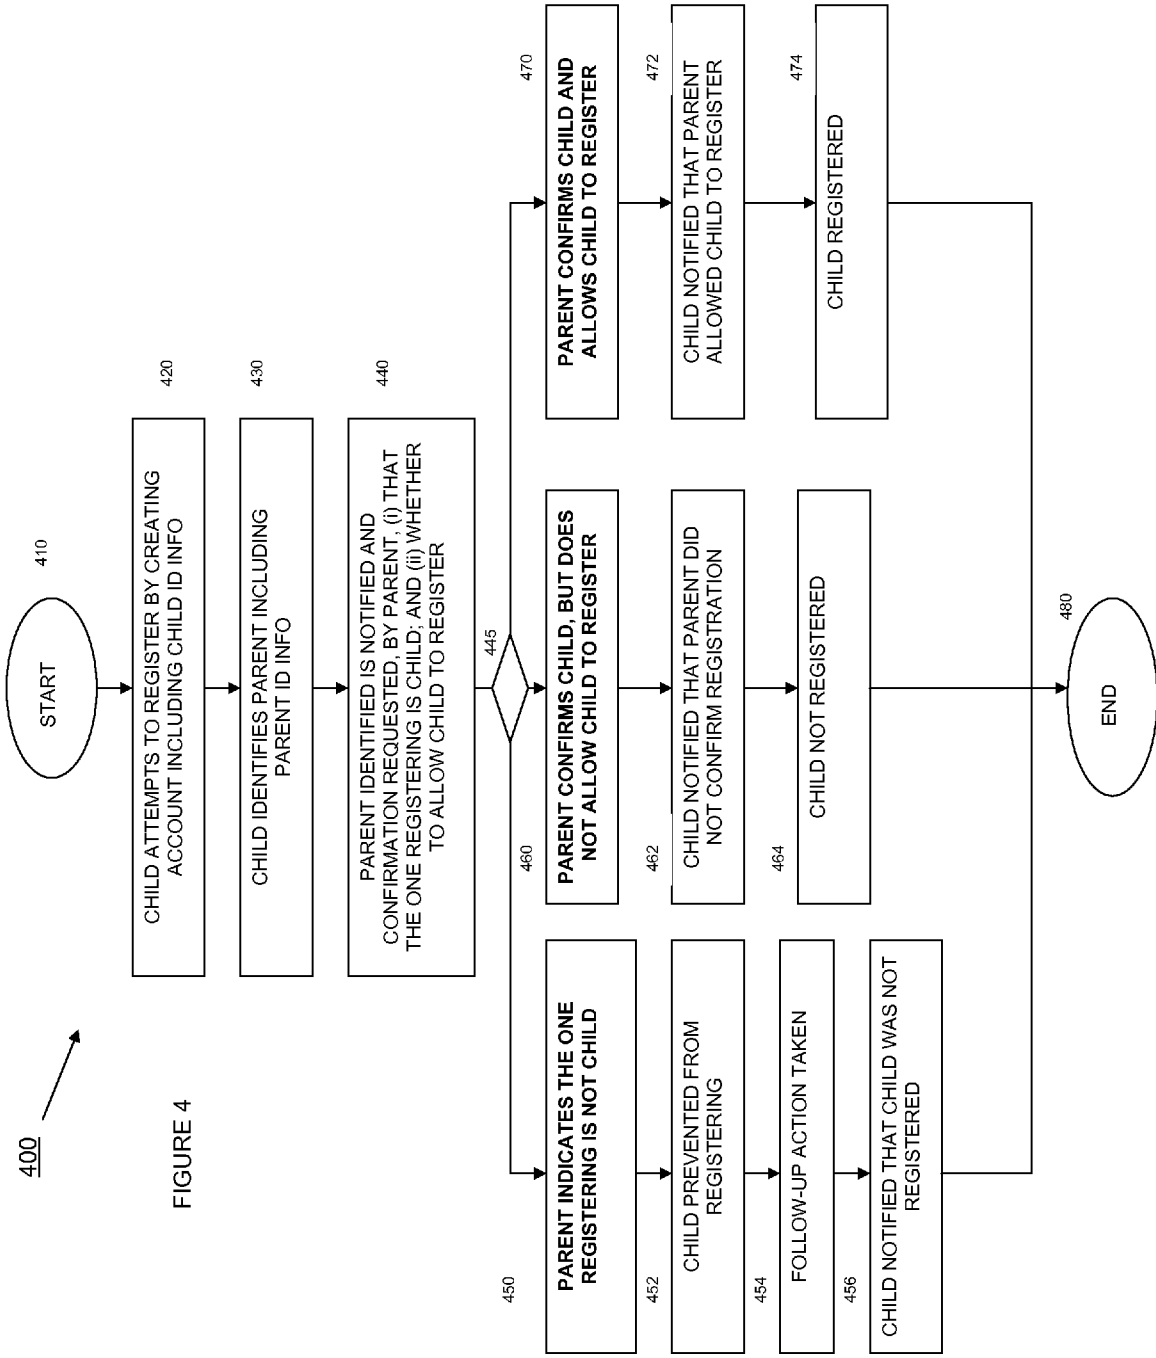 400
FIGURE 4
START
410
CHILD ATTEMPTS TO REGISTER BY CREATING
ACCOUNT INCLUDING CHILD ID INFO
420
CHILD IDENTIFIES PARENT INCLUDING
PARENT ID INFO
430
PARENT IDENTIFIED IS NOTIFIED AND
CONFIRMATION REQUESTED, BY PARENT, (i) THAT
THE ONE REGISTERING IS CHILD; AND (ii) WHETHER
TO ALLOW CHILD TO REGISTER
440
445
450
PARENT INDICATES THE ONE
REGISTERING IS NOT CHILD
452
CHILD PREVENTED FROM
REGISTERING
454
FOLLOW-UP ACTION TAKEN
456
CHILD NOTIFIED THAT CHILD WAS NOT
REGISTERED
460
PARENT CONFIRMS CHILD, BUT DOES
NOT ALLOW CHILD TO REGISTER
462
CHILD NOTIFIED THAT PARENT DID
NOT CONFIRM REGISTRATION
464
CHILD NOT REGISTERED
470
PARENT CONFIRMS CHILD AND
ALLOWS CHILD TO REGISTER
472
CHILD NOTIFIED THAT PARENT
ALLOWED CHILD TO REGISTER
474
CHILD REGISTERED
480
END